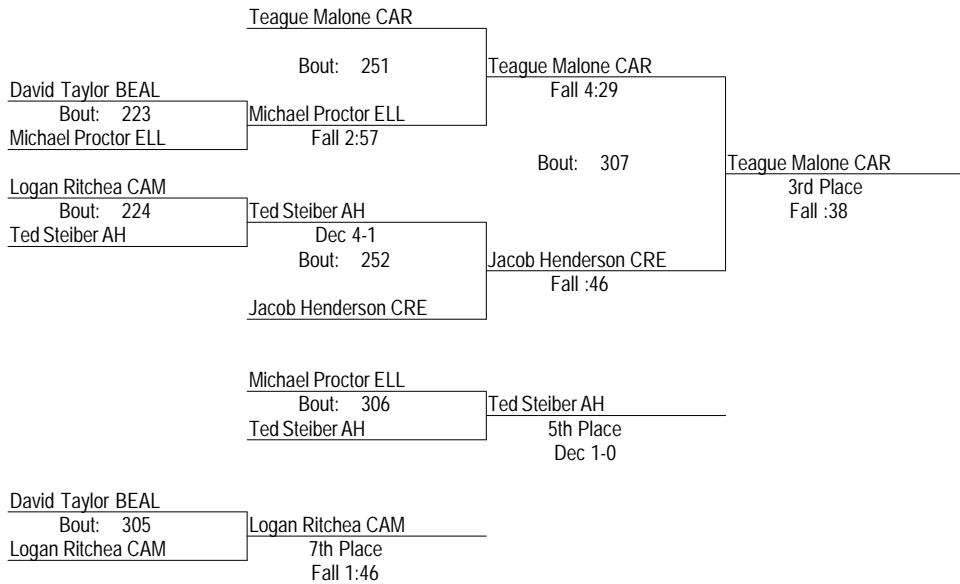 Teague Malone CAR
Bout: 251
Teague Malone CAR
Fall 4:29
David Taylor BEAL
Bout: 223
Michael Proctor ELL
Michael Proctor ELL
Fall 2:57
Bout: 307
Teague Malone CAR
3rd Place
Fall :38
Logan Ritchea CAM
Bout: 224
Ted Steiber AH
Ted Steiber AH
Dec 4-1
Bout: 252
Jacob Henderson CRE
Fall :46
Jacob Henderson CRE
Michael Proctor ELL
Bout: 306
Ted Steiber AH
Ted Steiber AH
5th Place
Dec 1-0
David Taylor BEAL
Bout: 305
Logan Ritchea CAM
Logan Ritchea CAM
7th Place
Fall 1:46